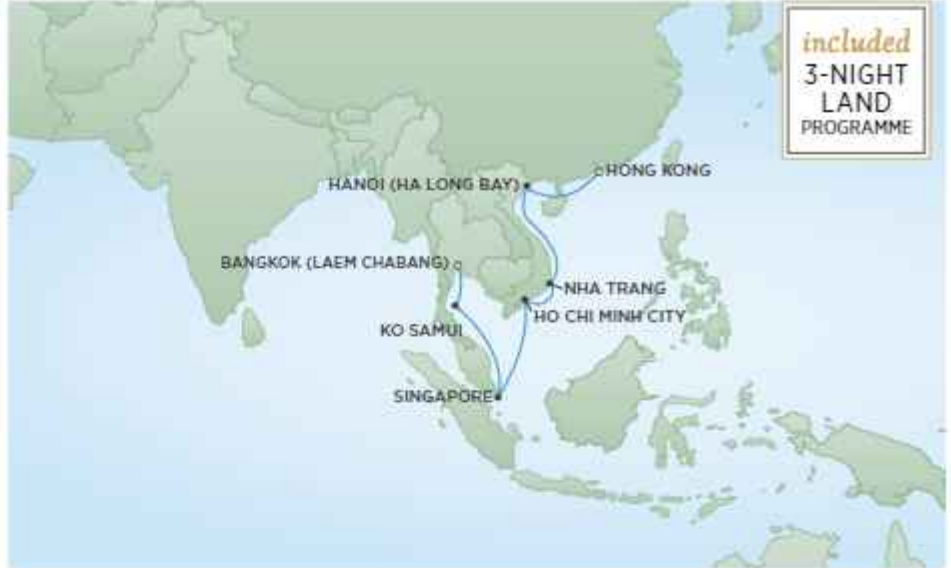 included
3-NIGHT
LAND
PROGRAMME
HONG KONG
HANOI (HA LONG BAY)
BANGKOK (LAEM CHABANG)
NHA TRANG
HO CHI MINH CITY
KO SAMUI
SINGAPORE